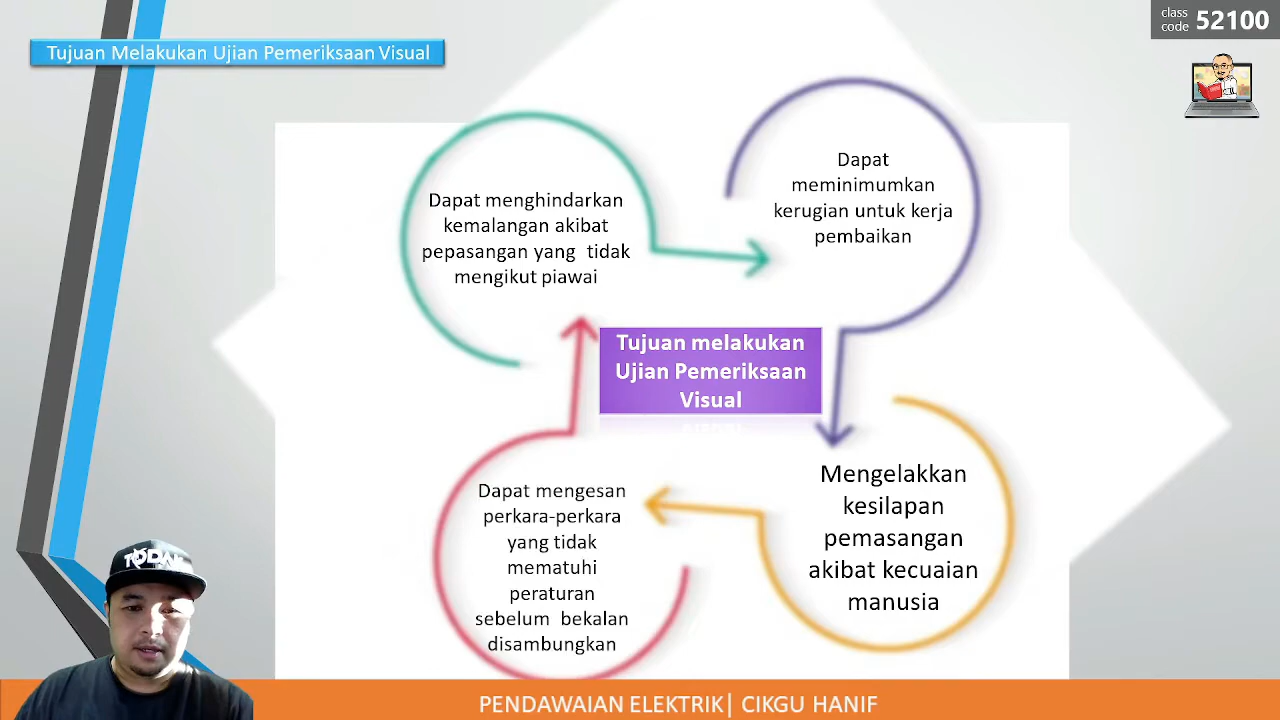 class
code 52100
Tujuan Melakukan Ujian Pemeriksaan Visual
Dapat menghindarkan
kemalangan akibat
pepasangan yang tidak
mengikut piawai
Dapat
meminimumkan
kerugian untuk kerja
pembaikan
Tujuan melakukan
Ujian Pemeriksaan
Visual
Dapat mengesan
perkara-perkara
yang tidak
mematuhi
peraturan
sebelum bekalan
disambungkan
Mengelakkan
kesilapan
pemasangan
akibat kecuaian
manusia
PENDAWAIAN ELEKTRIK| CIKGU HANIF